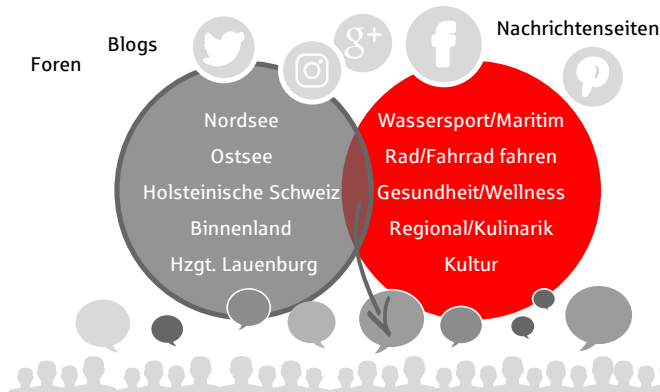 Nachrichtenseiten
Blogs
Foren
g+
f
Nordsee
Ostsee
Holsteinische Schweiz
Binnenland
Hzgt. Lauenburg
Wassersport/Maritim
Rad/Fahrrad fahren
Gesundheit/Wellness
Regional/Kulinarik
Kultur